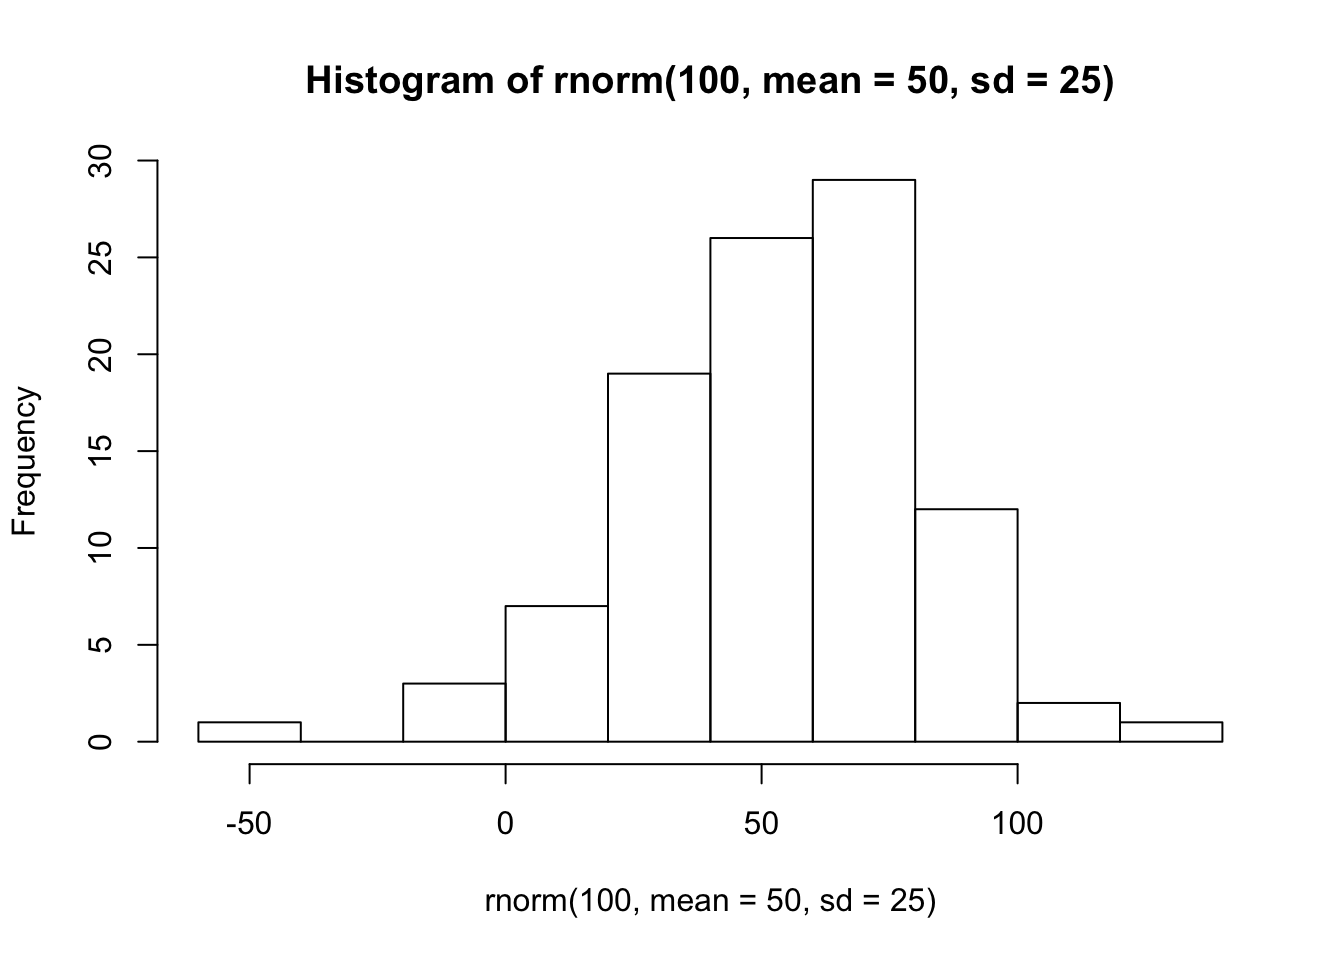 Histogram of rnorm(100, mean = 50, sd = 25)
30
25
20
15
10
5
0
Frequency
-50 0 50 100
rnorm(100, mean = 50, sd = 25)